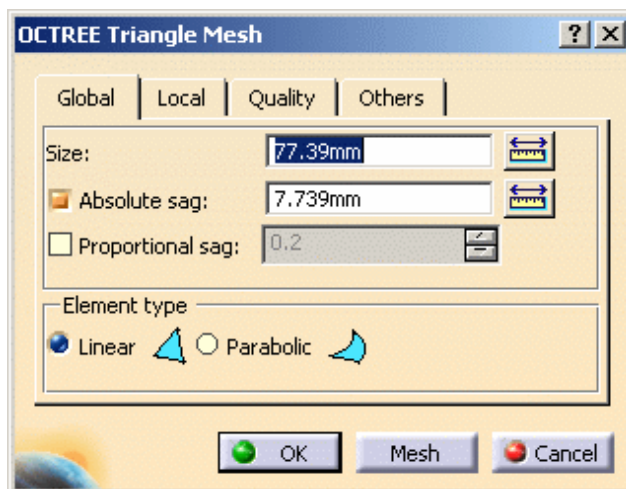 OCTREE Triangle Mesh
Global Local Quality Others
Size: 77.39mm
Absolute sag: 7.739mm
Proportional sag: 0.2
Element type
Linear Parabolic
OK Mesh Cancel